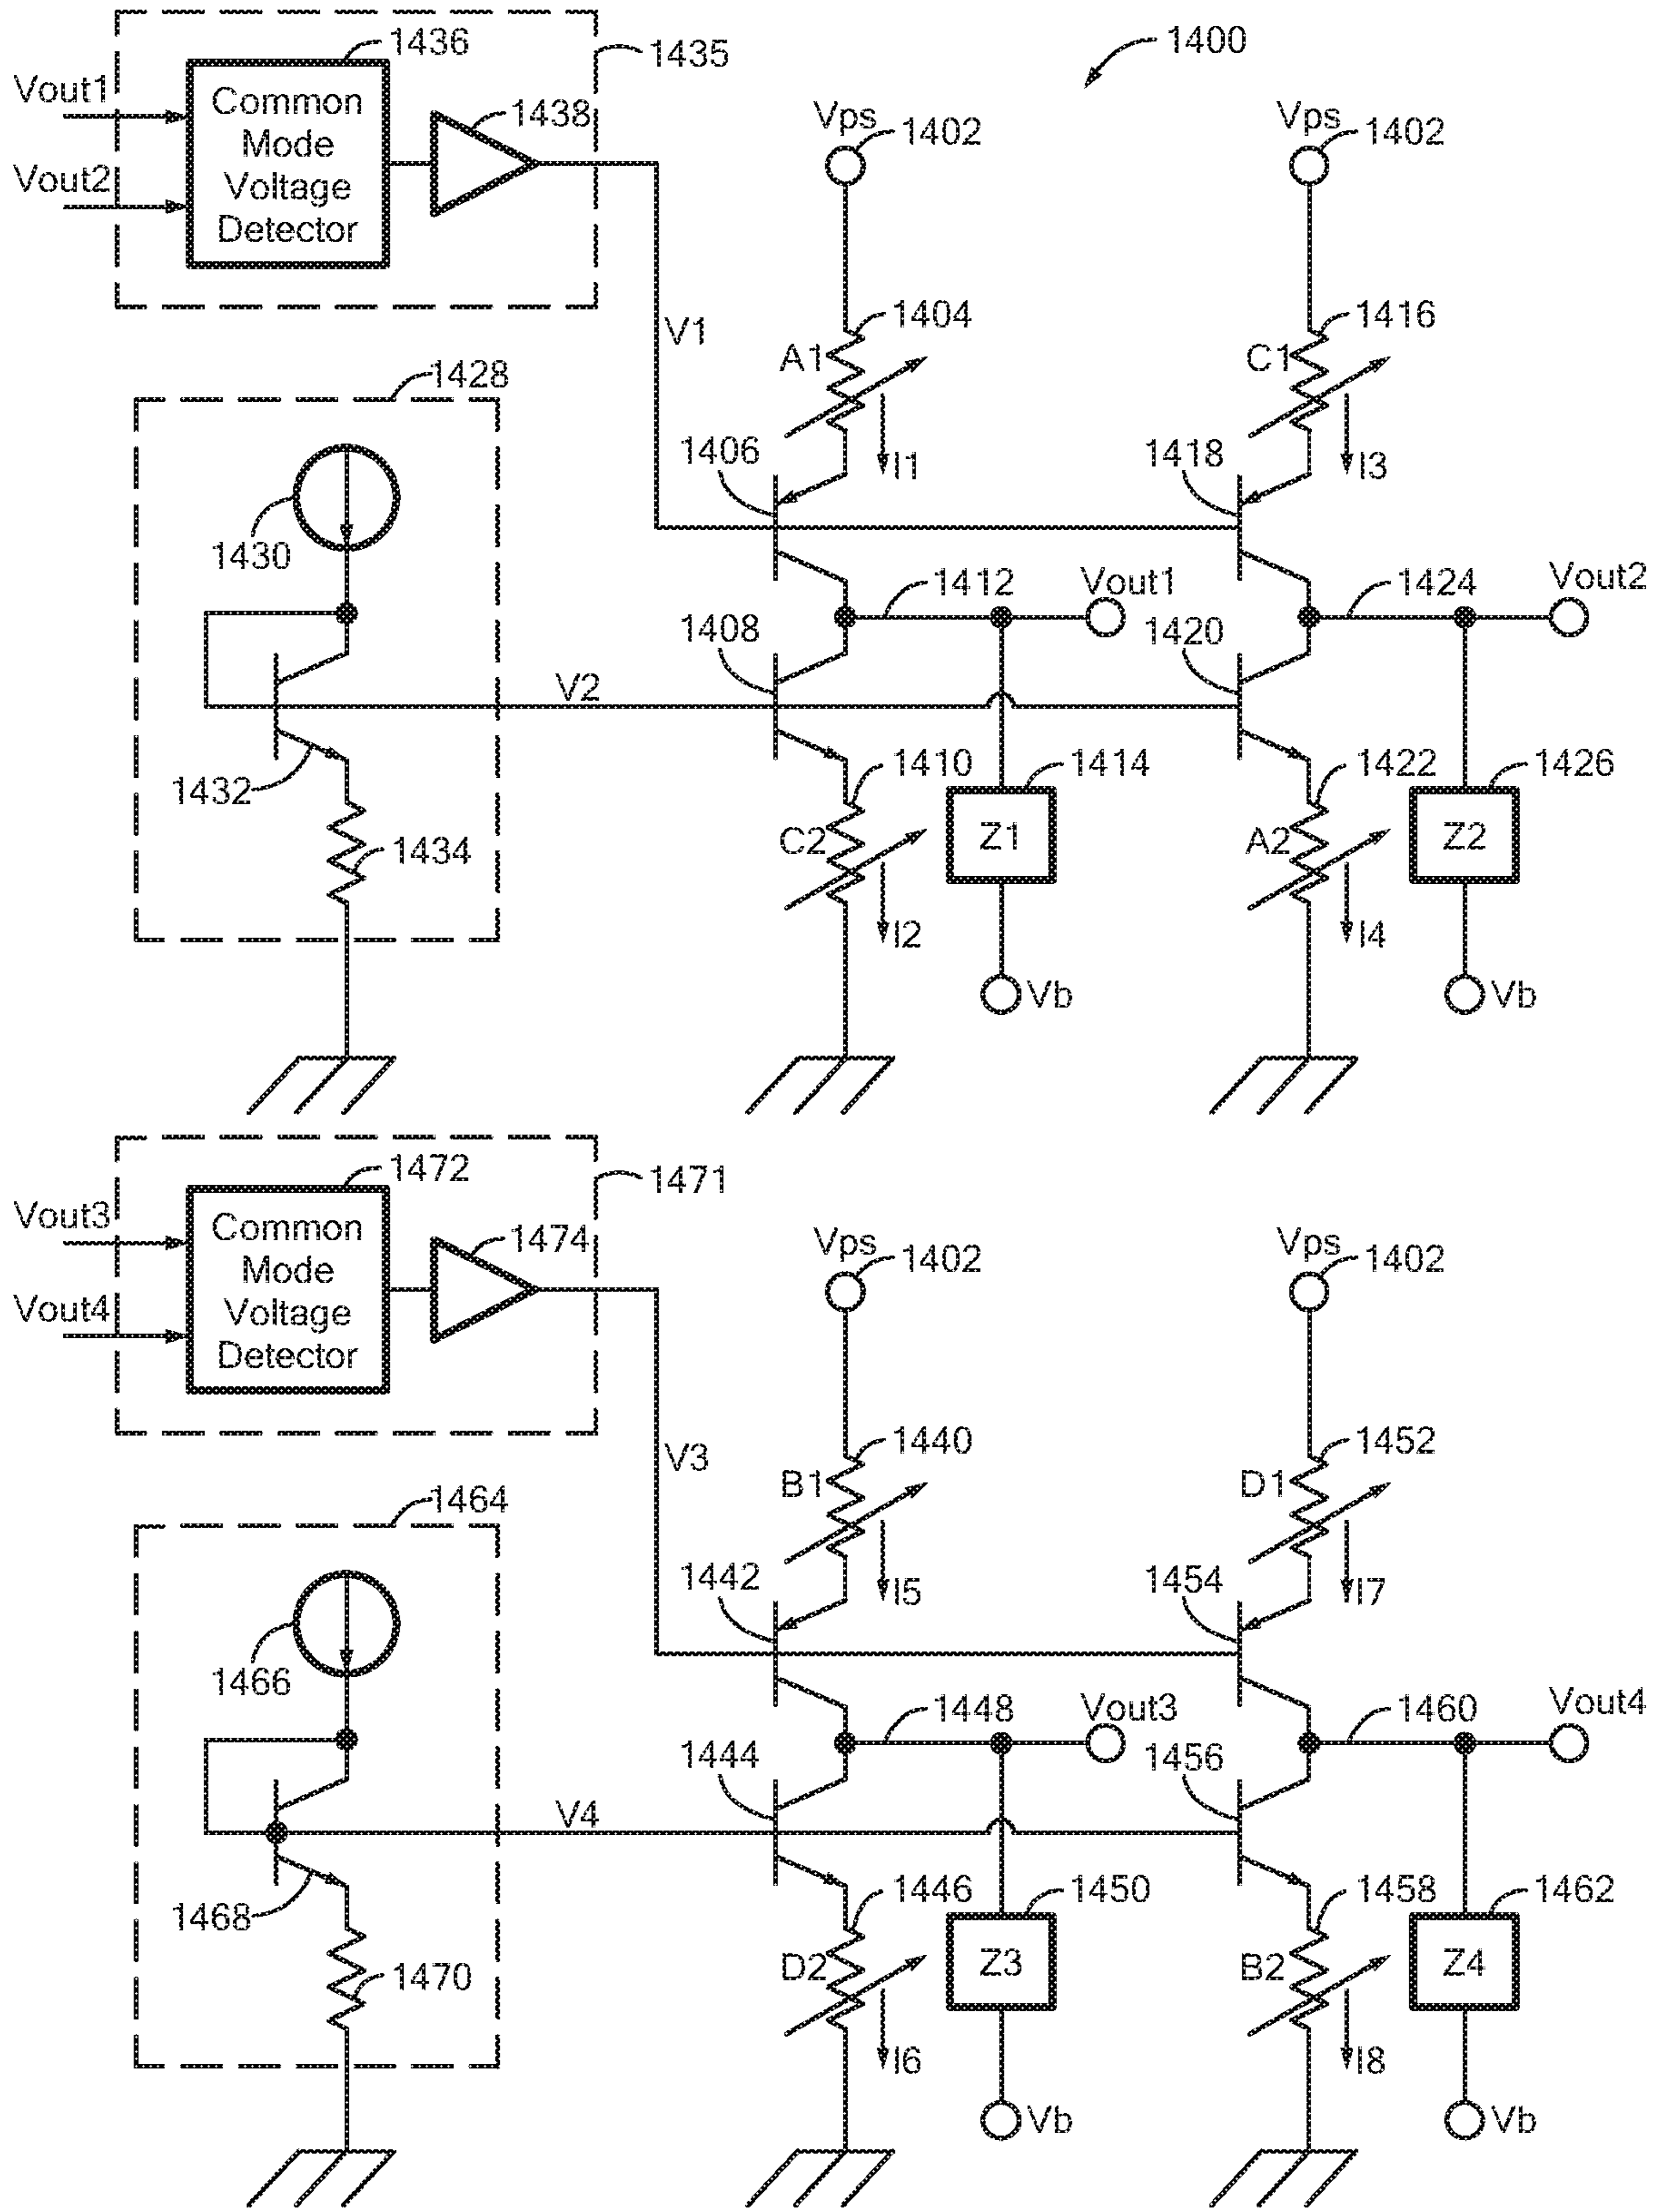 1436
1435
1400
Vout1
Common
Mode
Voltage
Detector
1438
Vout2
Vps
1402
Vps
1402
V1
1404
A1
1416
C1
1428
1406
I1
1418
I3
1430
1412
Vout1
1424
Vout2
1408
1420
V2
1432
1434
1410
C2
1414
Z1
1422
A2
1426
Z2
I2
I4
Vb
Vb
1472
1471
Vout3
Common
Mode
Voltage
Detector
1474
Vout4
Vps
1402
Vps
1402
V3
1440
B1
1452
D1
1464
1442
I5
1454
I7
1466
1448
Vout3
1460
Vout4
1444
1456
V4
1468
1470
1446
D2
1450
Z3
1458
B2
1462
Z4
I6
I8
Vb
Vb